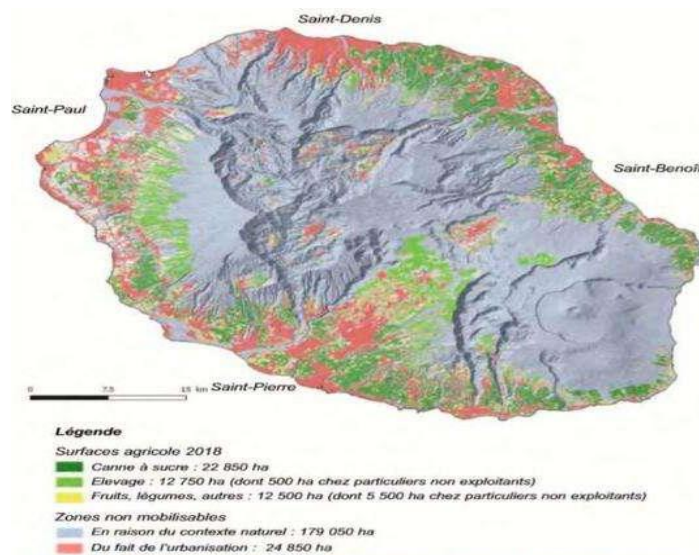 Saint-Denis
Saint-Paul
Saint-Benoît
Saint-Pierre
0 7.5 15 km
Légende
Surfaces agricole 2018
Canne à sucre : 22 850 ha
Elevage : 12 750 ha (dont 500 ha chez particuliers non exploitants)
Fruits, légumes, autres : 12 500 ha (dont 5 500 ha chez particuliers non exploitants)
Zones non mobilisables
En raison du contexte naturel : 179 050 ha
Du fait de l'urbanisation : 24 850 ha